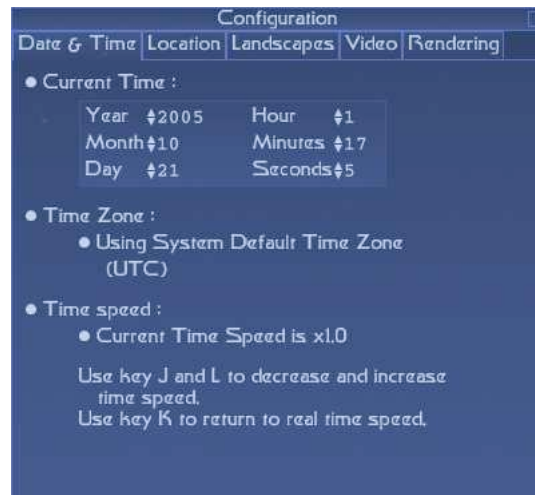 Configuration
Date & Time Location Landscapes Video Rendering
Current Time :
Year 2005 Hour 1
Month 10 Minutes 17
Day 21 Seconds 5
Time Zone :
Using System Default Time Zone
(UTC)
Time speed :
Current Time Speed is x1.0
Use key J and L to decrease and increase
time speed.
Use key K to return to real time speed.